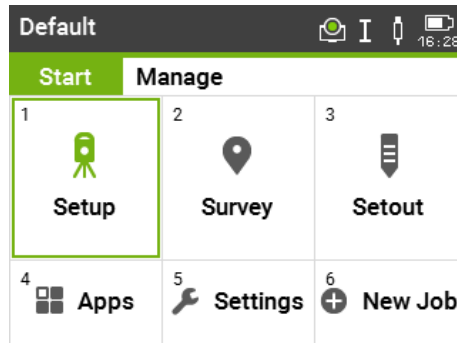 Default
16:28
Start Manage
1 2 3
Setup Survey Setout
4 Apps 5 Settings 6 New Job